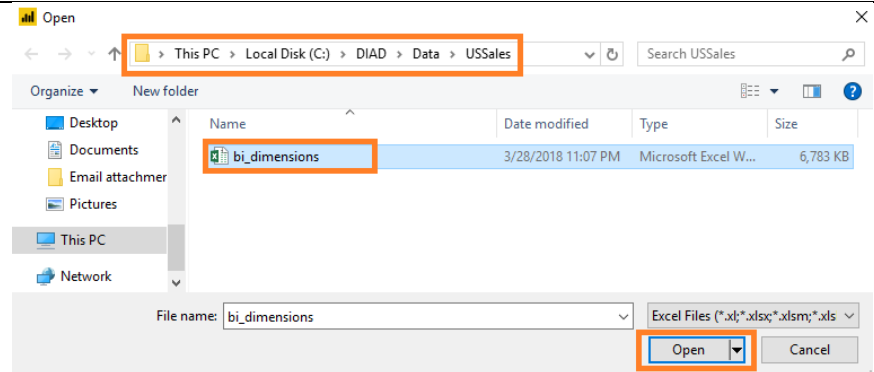 Open
This PC > Local Disk (C:) > DIAD > Data > USSales
Search USSales
Organize New folder
Name Date modified Type Size
Desktop
Documents
Email attachmer
Pictures
This PC
Network
bi_dimensions 3/28/2018 11:07 PM Microsoft Excel W... 6,783 KB
File name: bi_dimensions Excel Files (*.xl;*.xlsx;*.xlsm;*.xls
Open Cancel